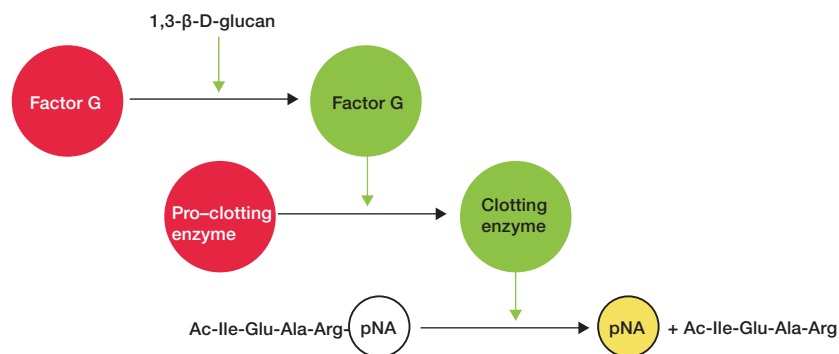 1,3-β-D-glucan
Factor G
Factor G
Pro–clotting
enzyme
Clotting
enzyme
Ac-Ile-Glu-Ala-Arg-pNA
pNA + Ac-Ile-Glu-Ala-Arg